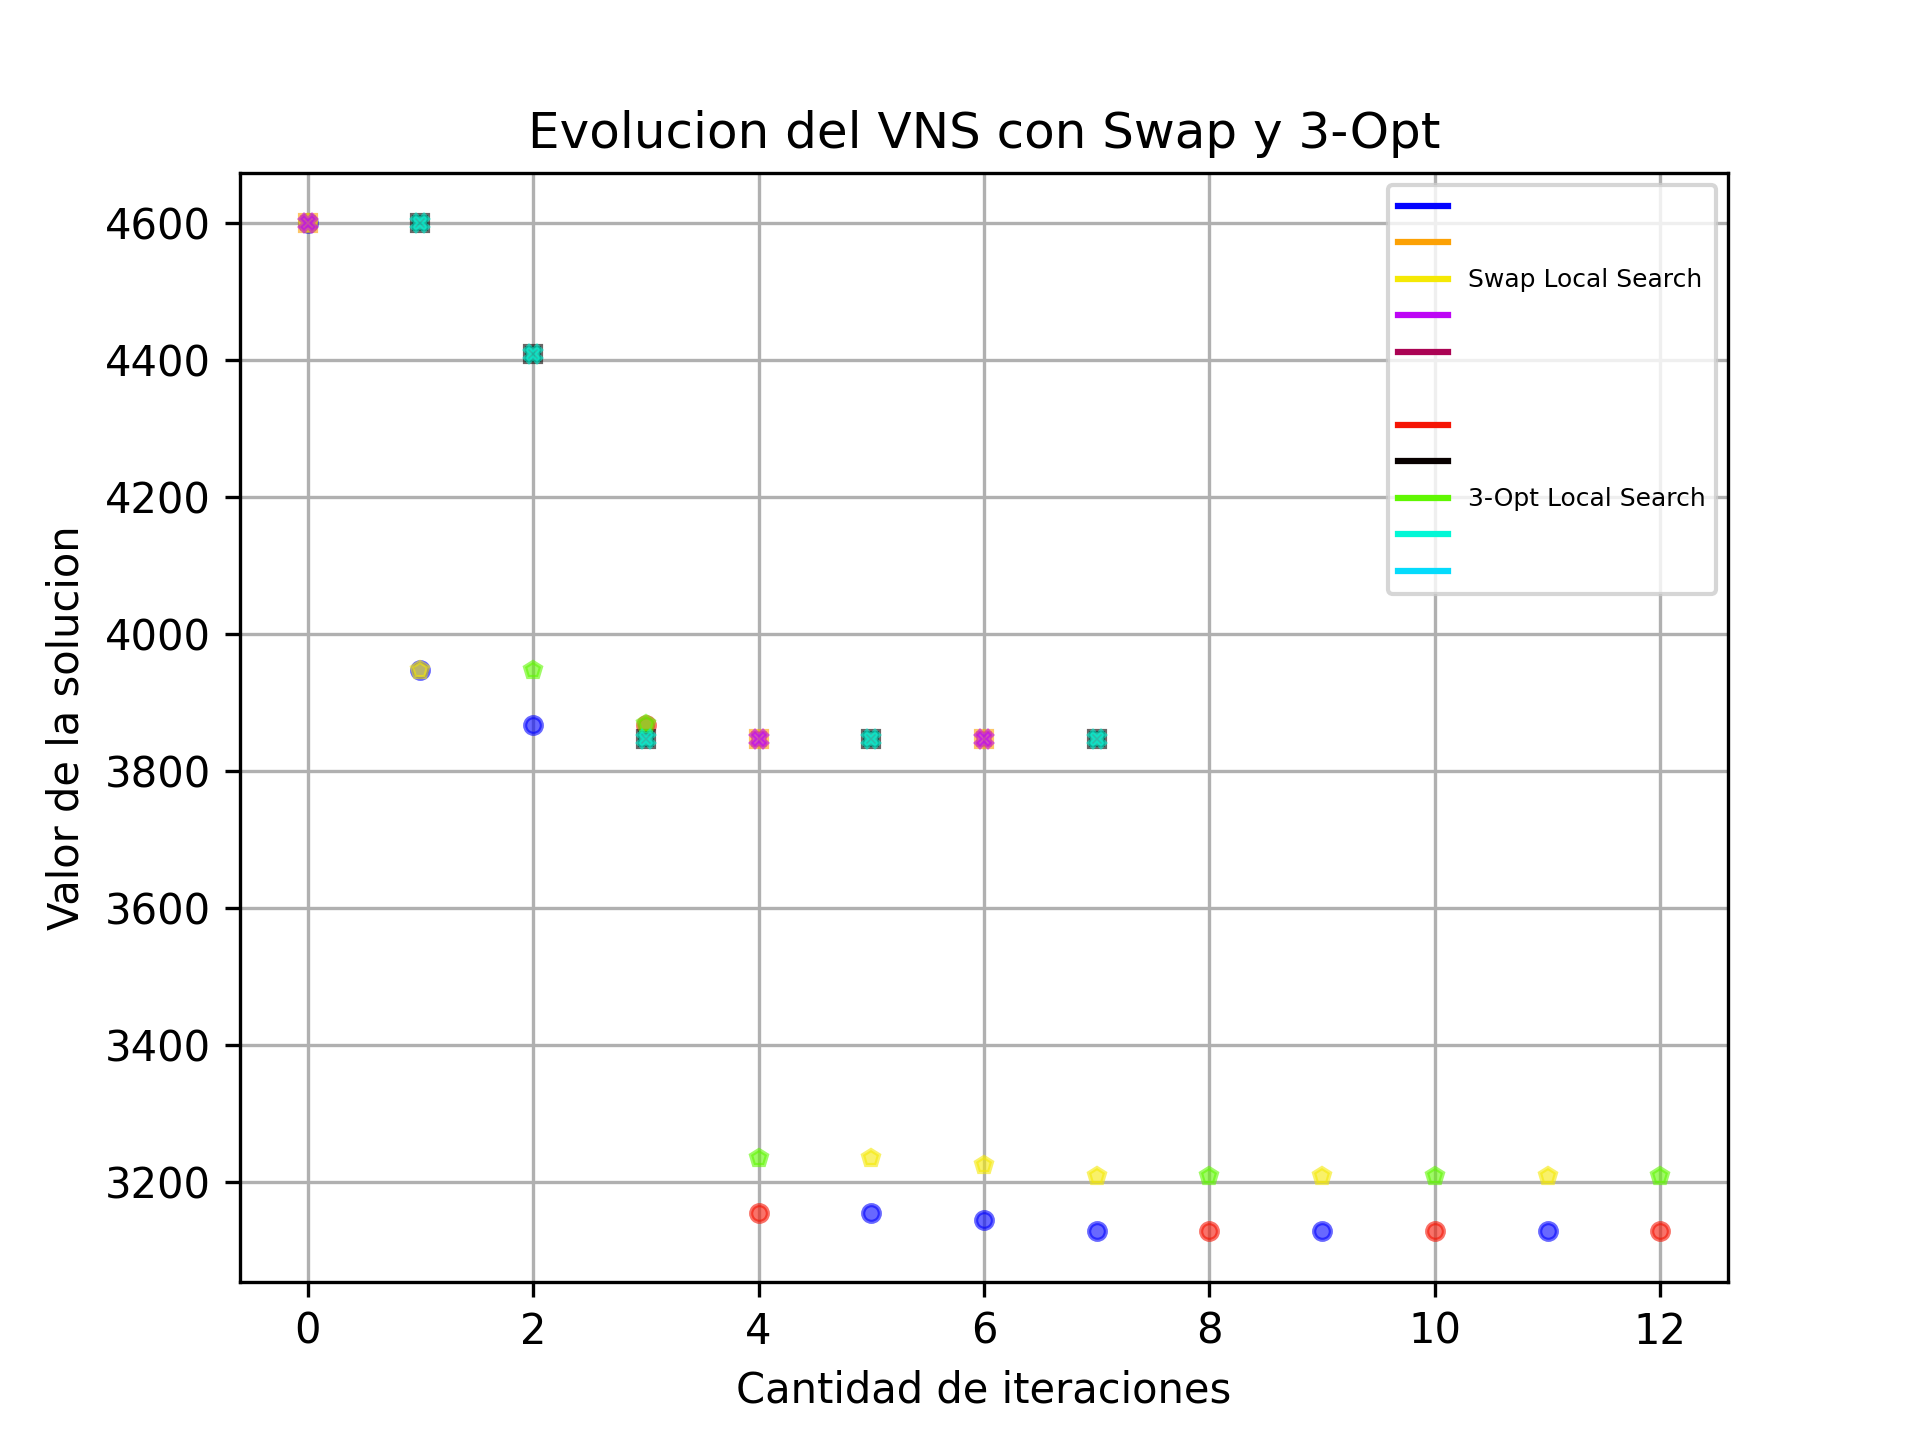 Evolucion del VNS con Swap y 3-Opt
Valor de la solucion
4600
4400
4200
4000
3800
3600
3400
3200
Swap Local Search
3-Opt Local Search
0 2 4 6 8 10 12
Cantidad de iteraciones